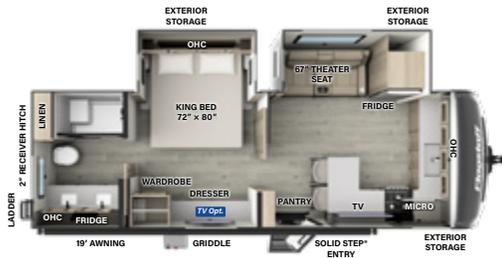 EXTERIOR
STORAGE
EXTERIOR
STORAGE
OHC
67" THEATER
SEAT
KING BED
72" × 80"
FRIDGE
LINEN
2" RECEIVER HITCH
OHC
WARDROBE
DRESSER
TV Opt.
PANTRY
TV
MICRO
LADDER
OHC
FRIDGE
19' AWNING
GRIDDLE
SOLID STEP®
ENTRY
EXTERIOR
STORAGE